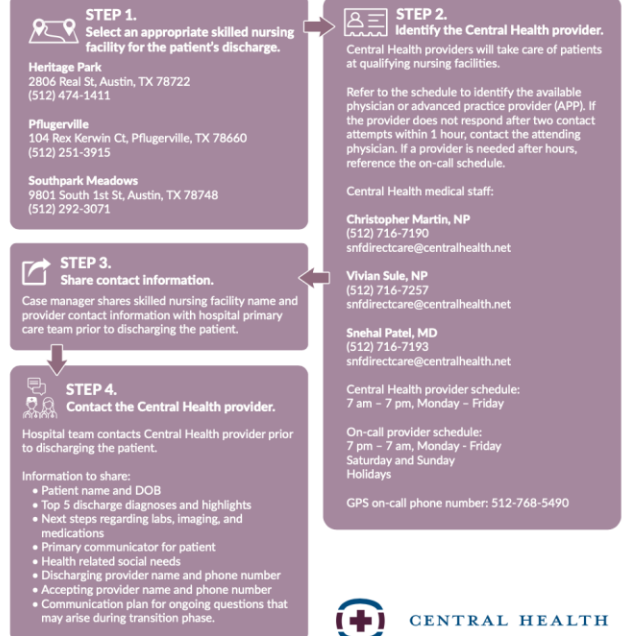 STEP 1.
Select an appropriate skilled nursing
facility for the patient's discharge.
Heritage Park
2806 Real St, Austin, TX 78722
(512) 474-1411
Pflugerville
104 Rex Kerwin Ct, Pflugerville, TX 78660
(512) 251-3915
Southpark Meadows
9801 South 1st St, Austin, TX 78748
(512) 292-3071
STEP 2.
Identify the Central Health provider.
Central Health providers will take care of patients
at qualifying nursing facilities.
Refer to the schedule to identify the available
physician or advanced practice provider (APP). If
the provider does not respond after two contact
attempts within 1 hour, contact the attending
physician. If a provider is needed after hours,
reference the on-call schedule.
Central Health medical staff:
Christopher Martin, NP
(512) 716-7190
snfdirectcare@centralhealth.net
Vivian Sule, NP
(512) 716-7257
snfdirectcare@centralhealth.net
Snehal Patel, MD
(512) 716-7193
snfdirectcare@centralhealth.net
Central Health provider schedule:
7 am – 7 pm, Monday – Friday
On-call provider schedule:
7 pm – 7 am, Monday - Friday
Saturday and Sunday
Holidays
GPS on-call phone number: 512-768-5490
STEP 3.
Share contact information.
Case manager shares skilled nursing facility name and
provider contact information with hospital primary
care team prior to discharging the patient.
STEP 4.
Contact the Central Health provider.
Hospital team contacts Central Health provider prior
to discharging the patient.
Information to share:
• Patient name and DOB
• Top 5 discharge diagnoses and highlights
• Next steps regarding labs, imaging, and
medications
• Primary communicator for patient
• Health related social needs
• Discharging provider name and phone number
• Accepting provider name and phone number
• Communication plan for ongoing questions that
may arise during transition phase.
CENTRAL HEALTH